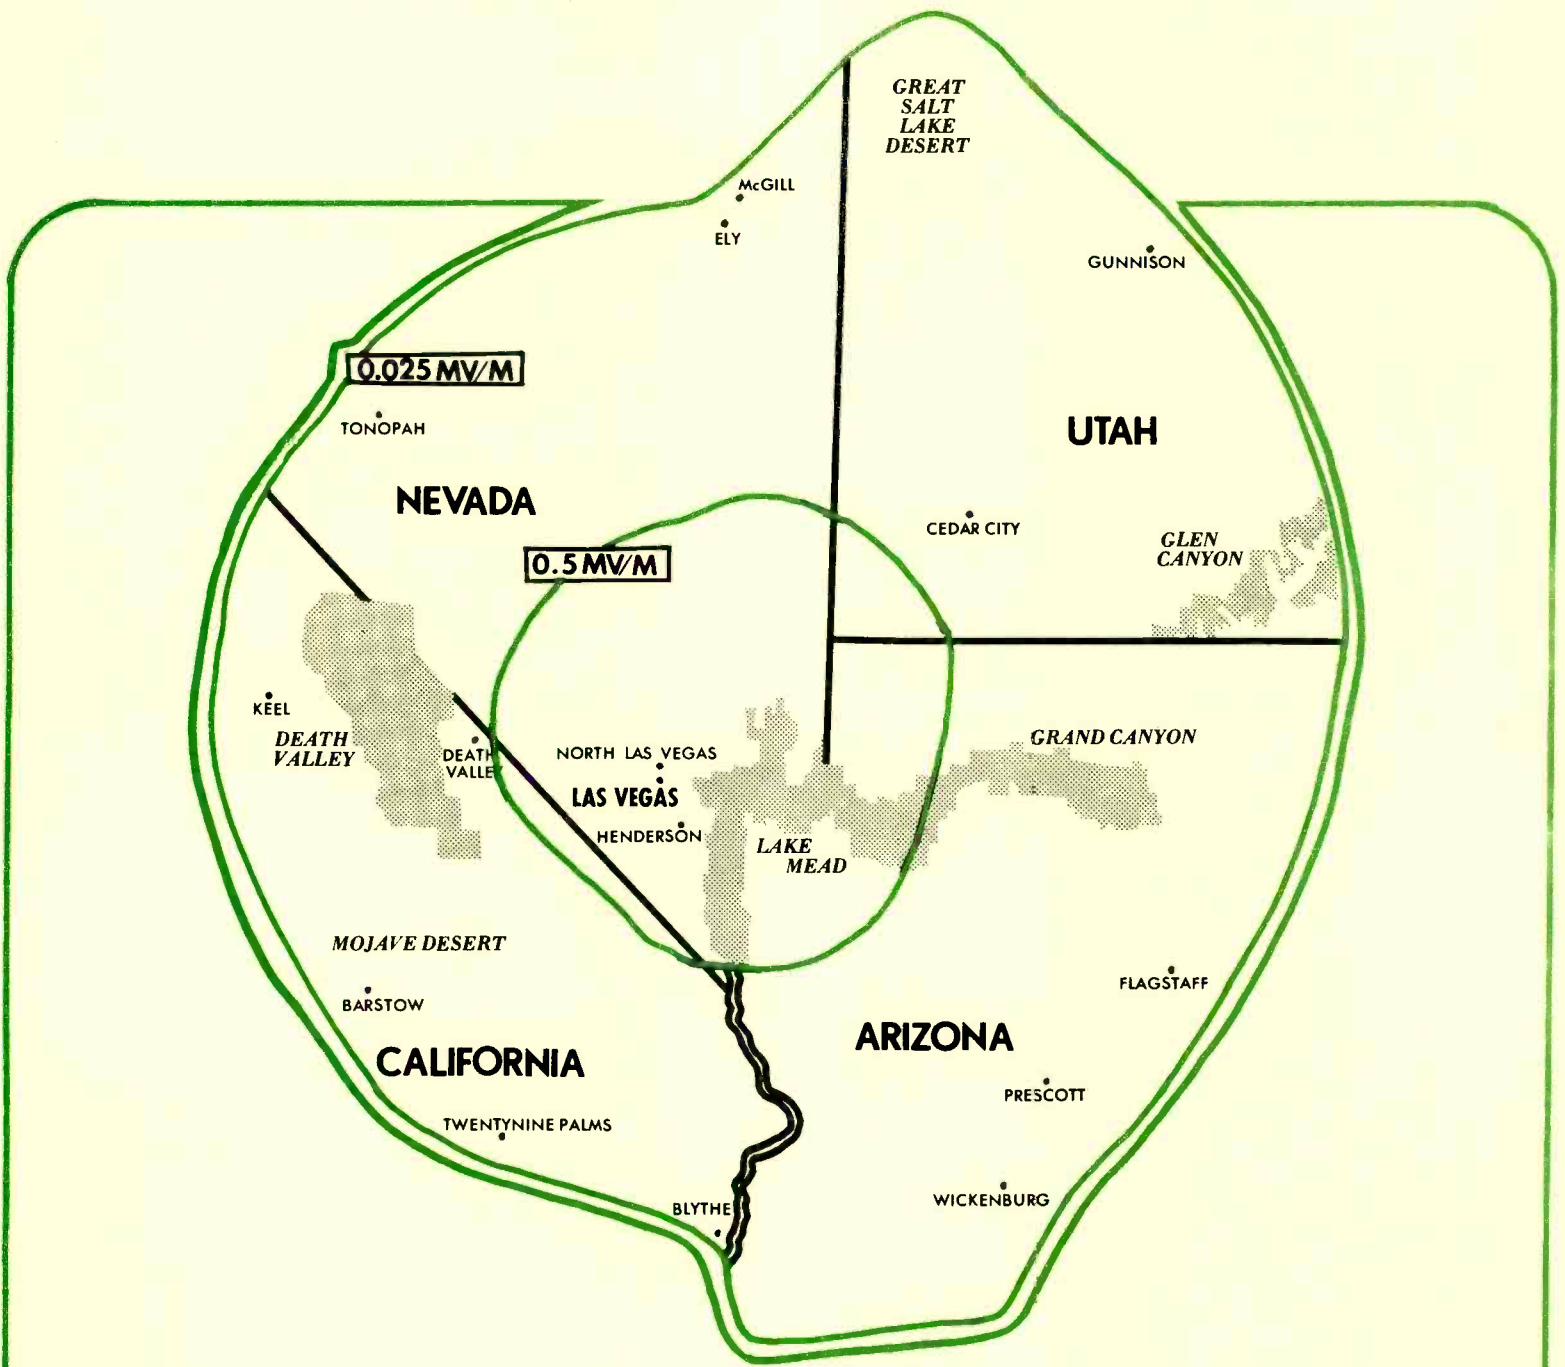 GREAT
SALT
LAKE
DESERT
McGILL
ELY
GUNNISON
0.025 MV/M
TONOPAH
UTAH
NEVADA
CEDAR CITY
GLEN
CANYON
0.5 MV/M
KEEL
DEATH
VALLEY
DEATH
VALLEY
NORTH LAS VEGAS
LAS VEGAS
HENDERSON
GRAND CANYON
LAKE
MEAD
MOJAVE DESERT
BARSTOW
FLAGSTAFF
CALIFORNIA
ARIZONA
PRESCOTT
TWENTYNINE PALMS
WICKENBURG
BLYTHE